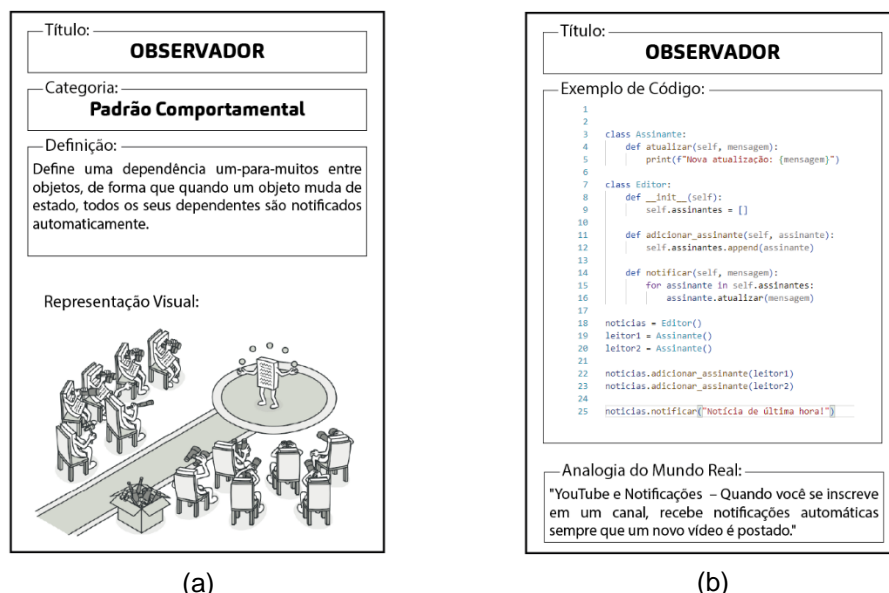 Título:
OBSERVADOR
Categoria:
Padrão Comportamental
Definição:
Define uma dependência um-para-muitos entre
objetos, de forma que quando um objeto muda de
estado, todos os seus dependentes são notificados
automaticamente.
Representação Visual:
(a)
Título:
OBSERVADOR
Exemplo de Código:
1
2
3 class Assinante:
4 def atualizar(self, mensagem):
5 print(f"Nova atualização: {mensagem}")
6
7 class Editor:
8 def __init__(self):
9 self.assinantes = []
10
11 def adicionar_assinante(self, assinante):
12 self.assinantes.append(assinante)
13
14 def notificar(self, mensagem):
15 for assinante in self.assinantes:
16 assinante.atualizar(mensagem)
17
18 noticias = Editor()
19 leitor1 = Assinante()
20 leitor2 = Assinante()
21
22 noticias.adicionar_assinante(leitor1)
23 noticias.adicionar_assinante(leitor2)
24
25 noticias.notificar("Notícia de última hora!")
Analogia do Mundo Real:
"YouTube e Notificações – Quando você se inscreve
em um canal, recebe notificações automáticas
sempre que um novo vídeo é postado."
(b)